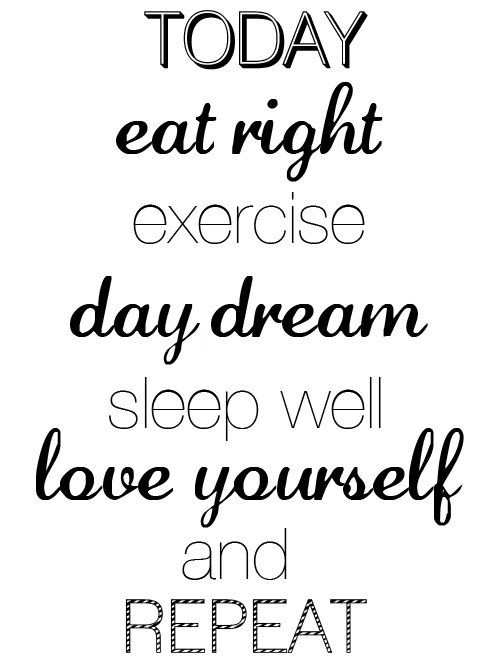 TODAY
eat right
exercise
day dream
sleep well
love yourself
and
REPEAT